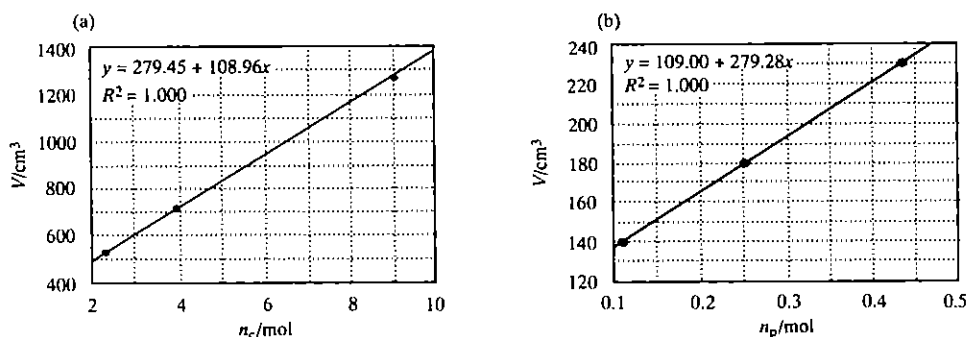 (a)
1400
1200
1000
800
600
400
2
4
6
8
10
V/cm³
n_c/mol
y = 279.45 + 108.96x
R² = 1.000
(b)
240
220
200
180
160
140
120
0.1
0.2
0.3
0.4
0.5
V/cm³
n_p/mol
y = 109.00 + 279.28x
R² = 1.000